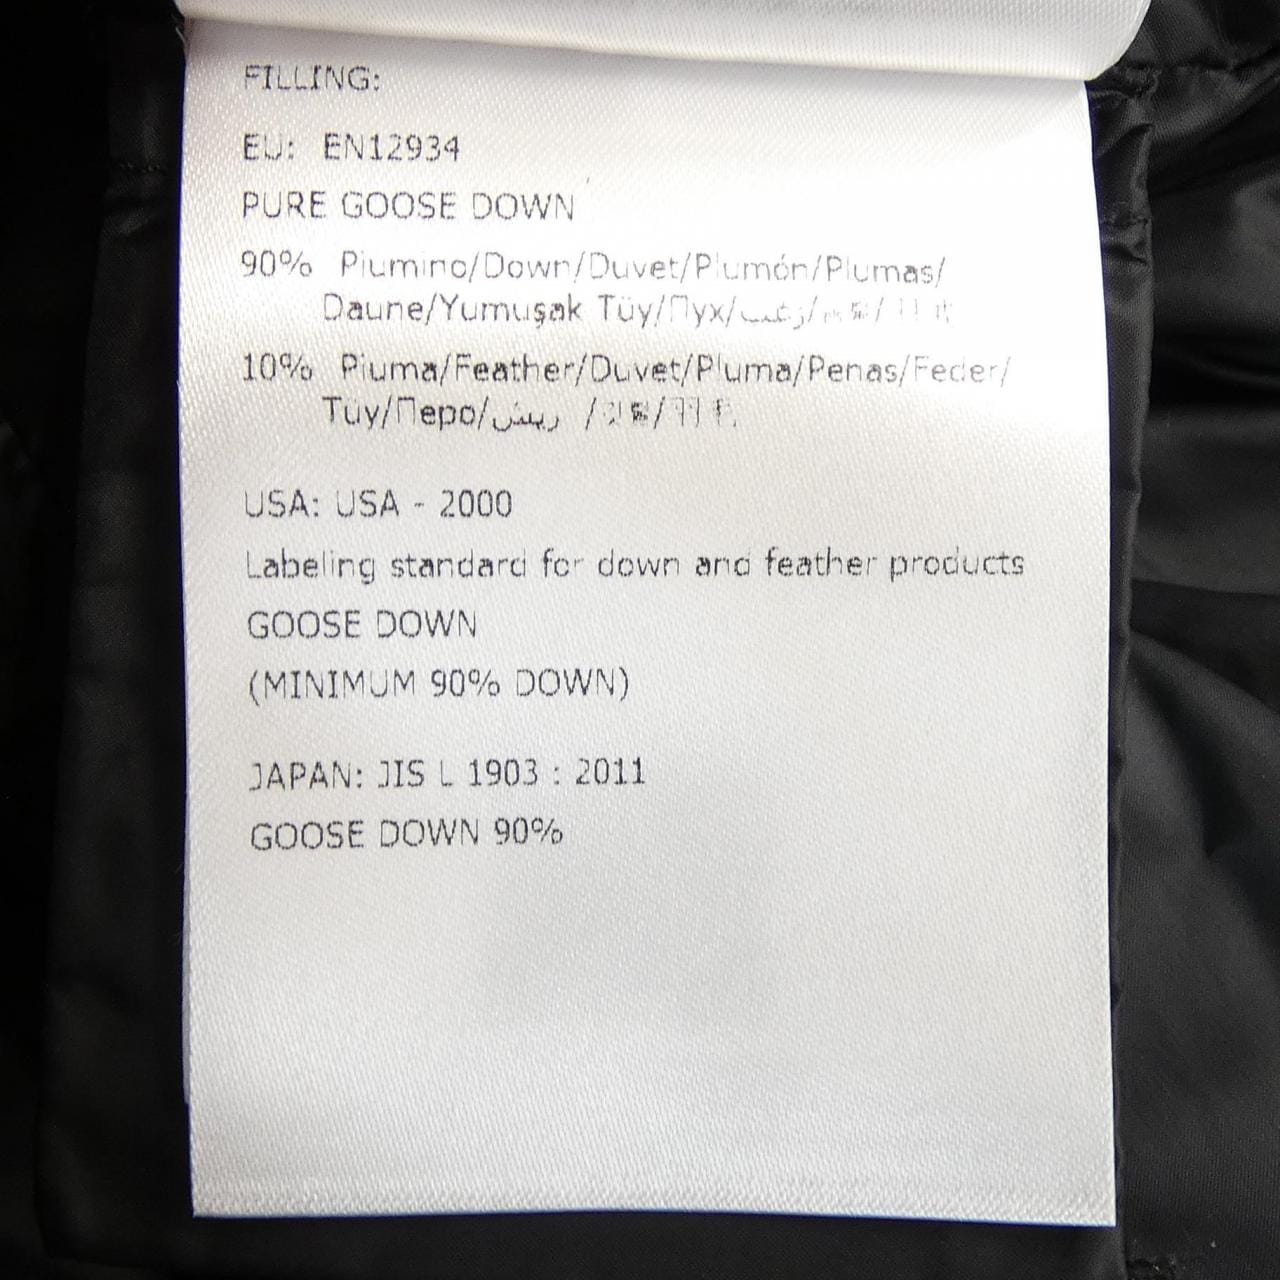 FILLING:
EU: EN12934
PURE GOOSE DOWN
90% Piumino/Down/Duvet/Plumón/Plumas/
Daune/Yumuşak Tüy/Пух/زغب/
10% Piuma/Feather/Duvet/Pluma/Penas/Feder/
Tüy/Перо/ريش /
USA: USA - 2000
Labeling standard for down and feather products
GOOSE DOWN
(MINIMUM 90% DOWN)
JAPAN: JIS L 1903 : 2011
GOOSE DOWN 90%